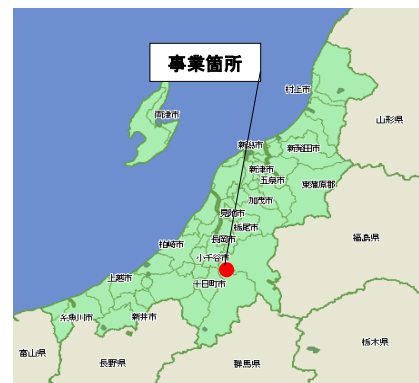 事業箇所
村上市
両津市
山形県
新潟市
新発田市
新津市
五泉市
東蒲原郡
加茂市
見附市
栃尾市
長岡市
福島県
柏崎市
小千谷市
上越市
十日町市
糸魚川市
新井市
栃木県
富山県
長野県
群馬県